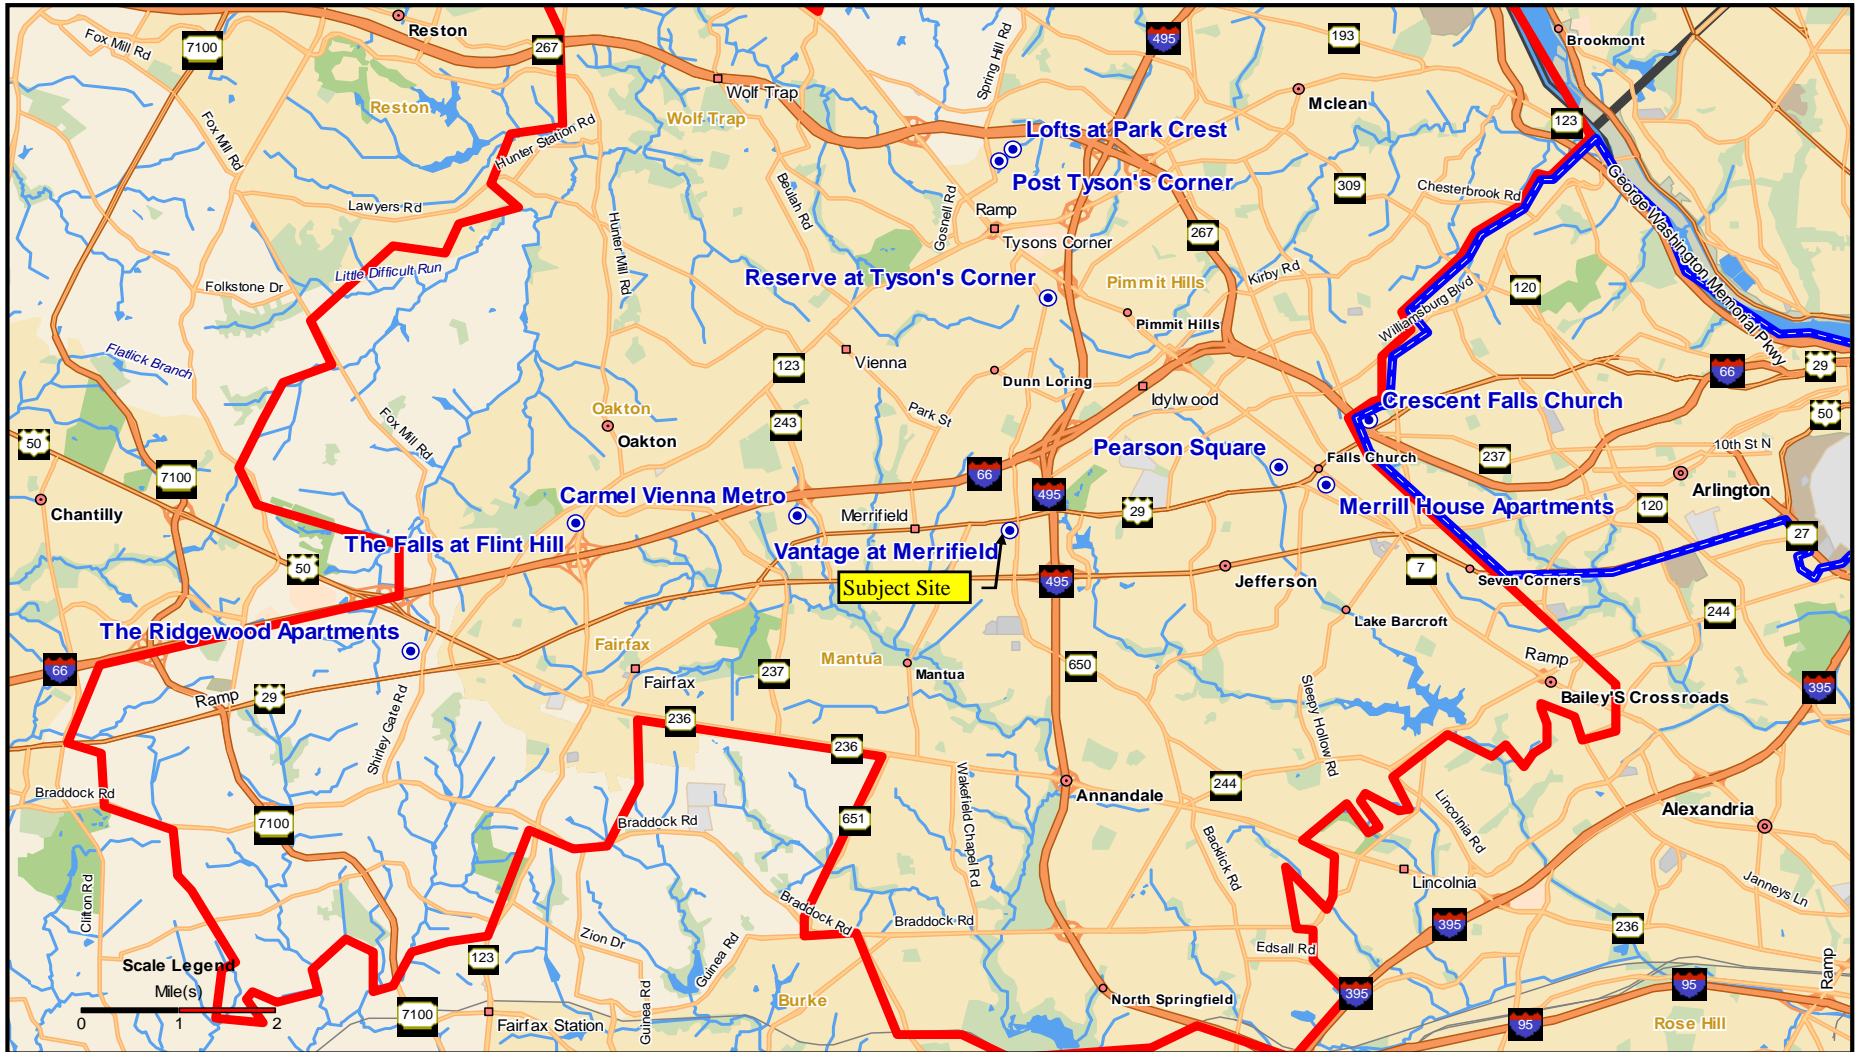 Reston
7100
267
495
193
Brookmont
Fox Mill Rd
Spring Hill Rd
Wolf Trap
Mclean
Reston
Wolf Trap
123
Fox Mill Rd
Hunter Station Rd
Lofts at Park Crest
Post Tyson's Corner
309
Chesterbrook Rd
George Washington Memorial Pkwy
Lawyers Rd
Hunter Mill Rd
Beulah Rd
Gosnell Rd
Ramp
Tysons Corner
267
Little Difficult Run
Folkstone Dr
Reserve at Tyson's Corner
Pimmit Hills
Kirby Rd
120
Williamsburg Blvd
Pimmit Hills
Flatlick Branch
Vienna
123
Dunn Loring
Idylwood
66
29
Fox Mill Rd
Oakton
Oakton
243
Park St
Crescent Falls Church
50
50
Pearson Square
Falls Church
237
10th St N
7100
66
495
Arlington
Chantilly
Carmel Vienna Metro
Merrifield
29
Merrill House Apartments
120
27
The Falls at Flint Hill
Vantage at Merrifield
50
Subject Site
495
Jefferson
7
Seven Corners
Lake Barcroft
244
The Ridgewood Apartments
Fairfax
Mantua
66
Fairfax
237
Mantua
650
Ramp
Bailey'S Crossroads
395
Ramp
29
Shirley Gate Rd
236
236
Sleepy Hollow Rd
Braddock Rd
Wakefield Chapel Rd
Annandale
244
Lincolnia Rd
Alexandria
7100
Braddock Rd
651
Backlick Rd
Lincolnia
Janneys Ln
Clifton Rd
Braddock Rd
Braddock Rd
395
236
Zion Dr
Guinea Rd
Edsall Rd
Ramp
123
Scale Legend
Mile(s)
0 1 2
Guinea Rd
Burke
North Springfield
395
95
7100
Fairfax Station
95
Rose Hill